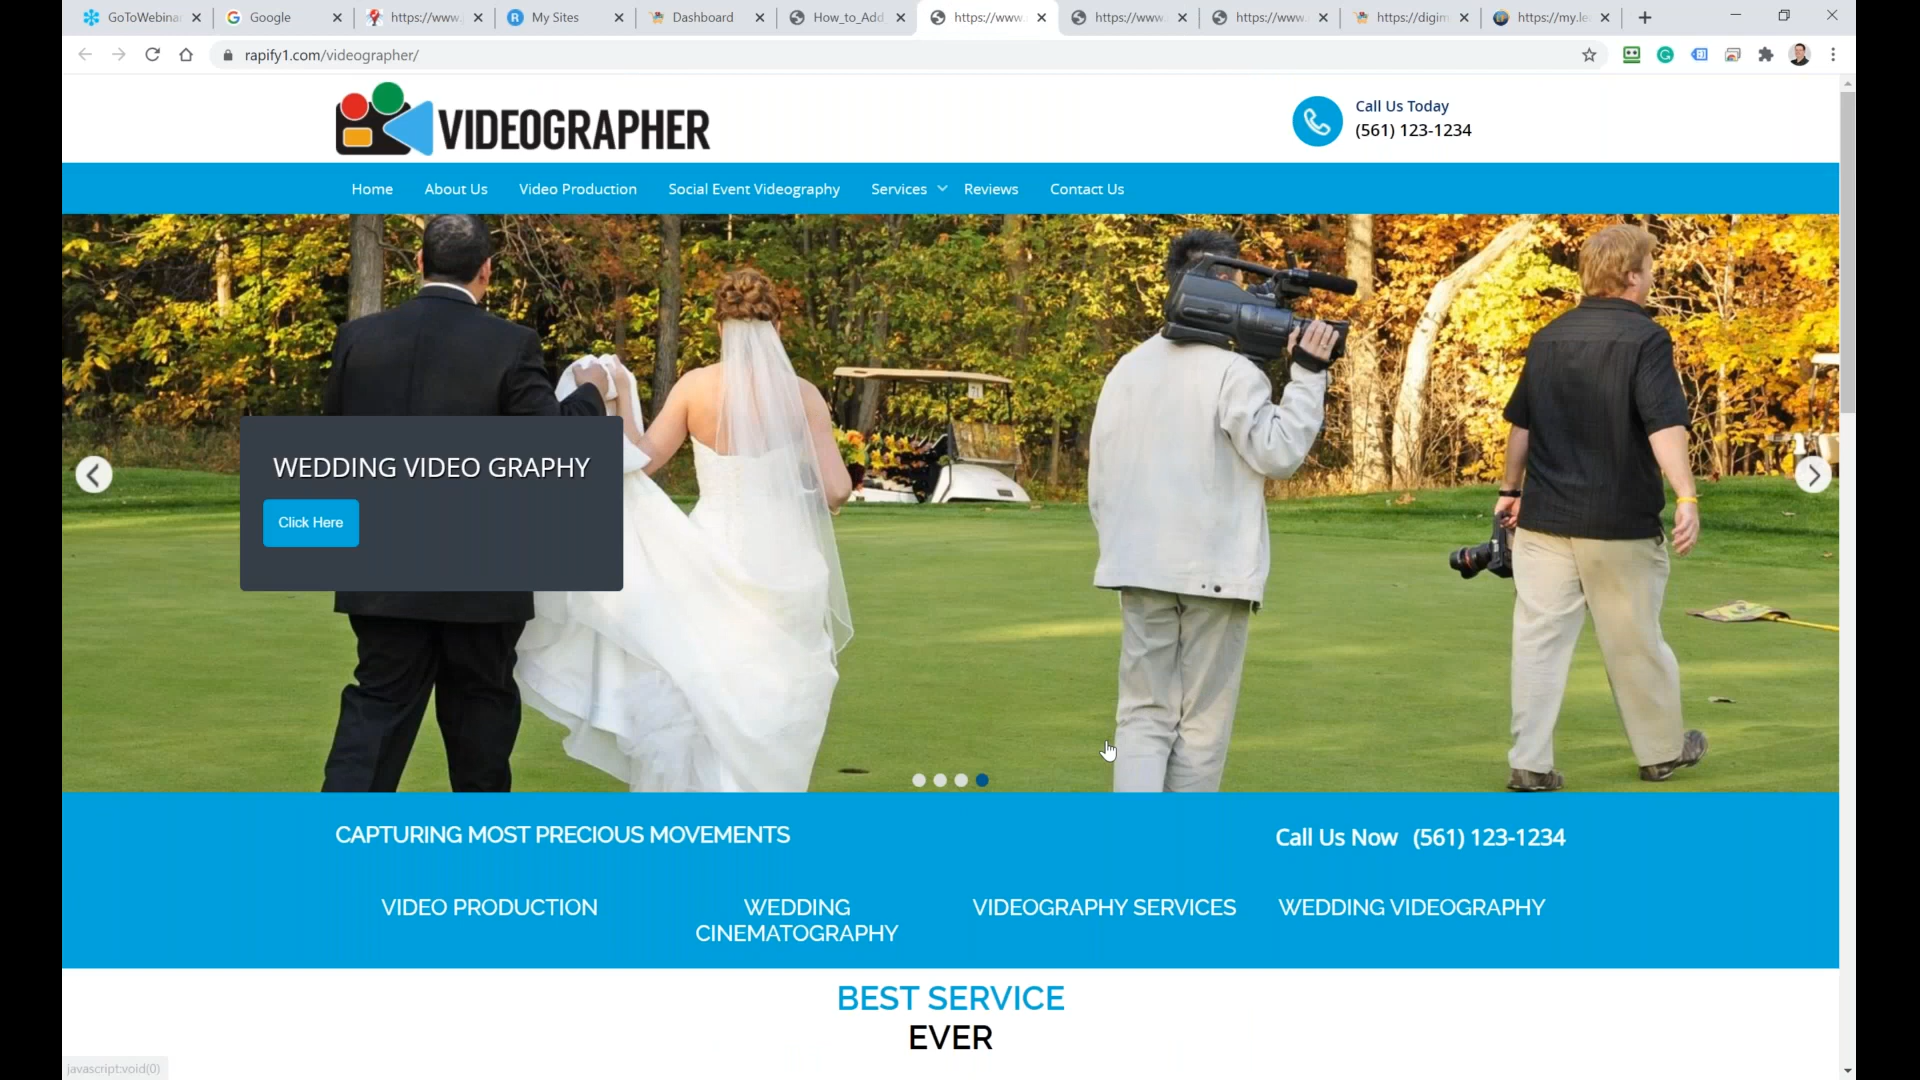 GoToWebina
Google
https://www.
My Sites
Dashboard
How_to_Add
https://www.
https://www.
https://www.
https://digim
https://my.le
rapify1.com/videographer/
VIDEOGRAPHER
Call Us Today
(561) 123-1234
Home
About Us
Video Production
Social Event Videography
Services
Reviews
Contact Us
WEDDING VIDEO GRAPHY
Click Here
CAPTURING MOST PRECIOUS MOVEMENTS
Call Us Now (561) 123-1234
VIDEO PRODUCTION
WEDDING
CINEMATOGRAPHY
VIDEOGRAPHY SERVICES
WEDDING VIDEOGRAPHY
BEST SERVICE
EVER
javascript:void(0)